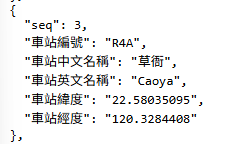 {
"seq": 3,
"車站編號": "R4A",
"車站中文名稱": "草衙",
"車站英文名稱": "Caoya",
"車站緯度": "22.58035095",
"車站經度": "120.3284408"
},